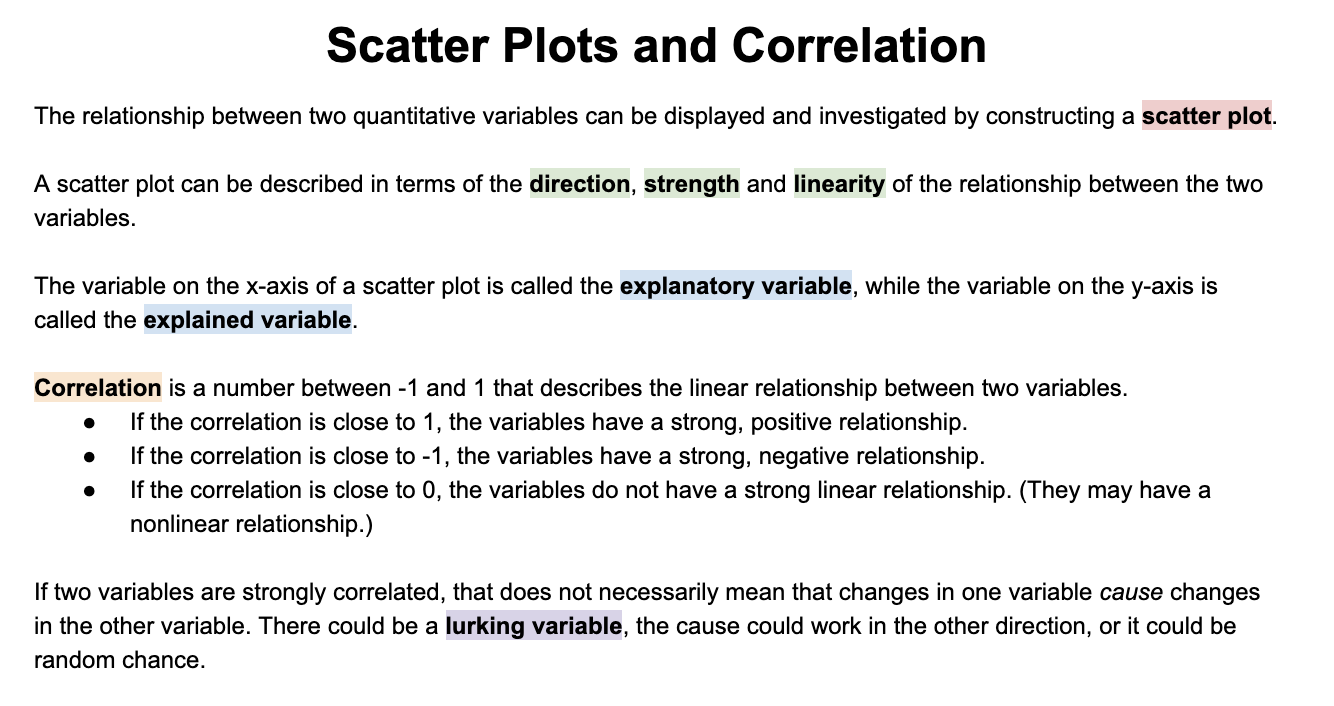 Scatter Plots and Correlation
The relationship between two quantitative variables can be displayed and investigated by constructing a scatter plot.
A scatter plot can be described in terms of the direction, strength and linearity of the relationship between the two
variables.
The variable on the x-axis of a scatter plot is called the explanatory variable, while the variable on the y-axis is
called the explained variable.
Correlation is a number between -1 and 1 that describes the linear relationship between two variables.
● If the correlation is close to 1, the variables have a strong, positive relationship.
● If the correlation is close to -1, the variables have a strong, negative relationship.
● If the correlation is close to 0, the variables do not have a strong linear relationship. (They may have a
nonlinear relationship.)
If two variables are strongly correlated, that does not necessarily mean that changes in one variable cause changes
in the other variable. There could be a lurking variable, the cause could work in the other direction, or it could be
random chance.